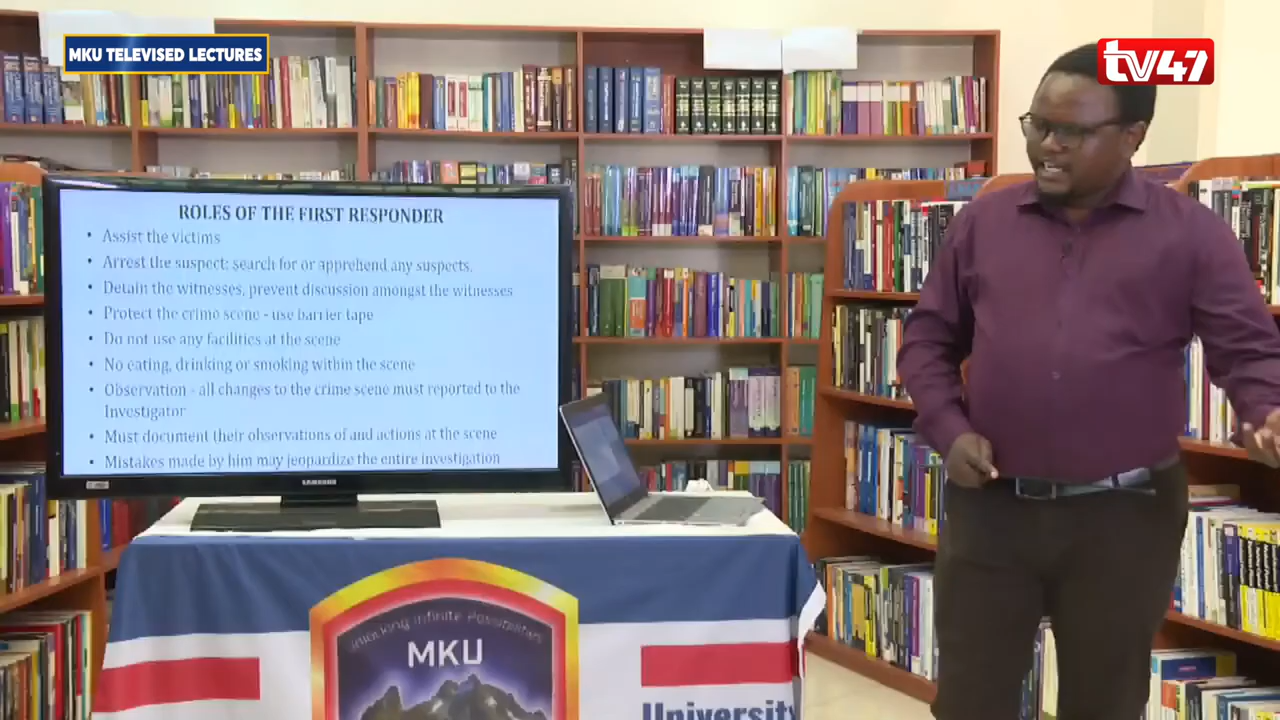 MKU TELEVISED LECTURES
tv47
ROLES OF THE FIRST RESPONDER
• Assist the victims
• Arrest the suspect: search for or apprehend any suspects.
• Detain the witnesses, prevent discussion amongst the witnesses
• Protect the crime scene - use barrier tape
• Do not use any facilities at the scene
• No eating, drinking or smoking within the scene
• Observation - all changes to the crime scene must reported to the
Investigator
• Must document their observations of and actions at the scene
• Mistakes made by him may jeopardize the entire investigation
SAMSUNG
Unlocking Infinite Possibilities
MKU
University